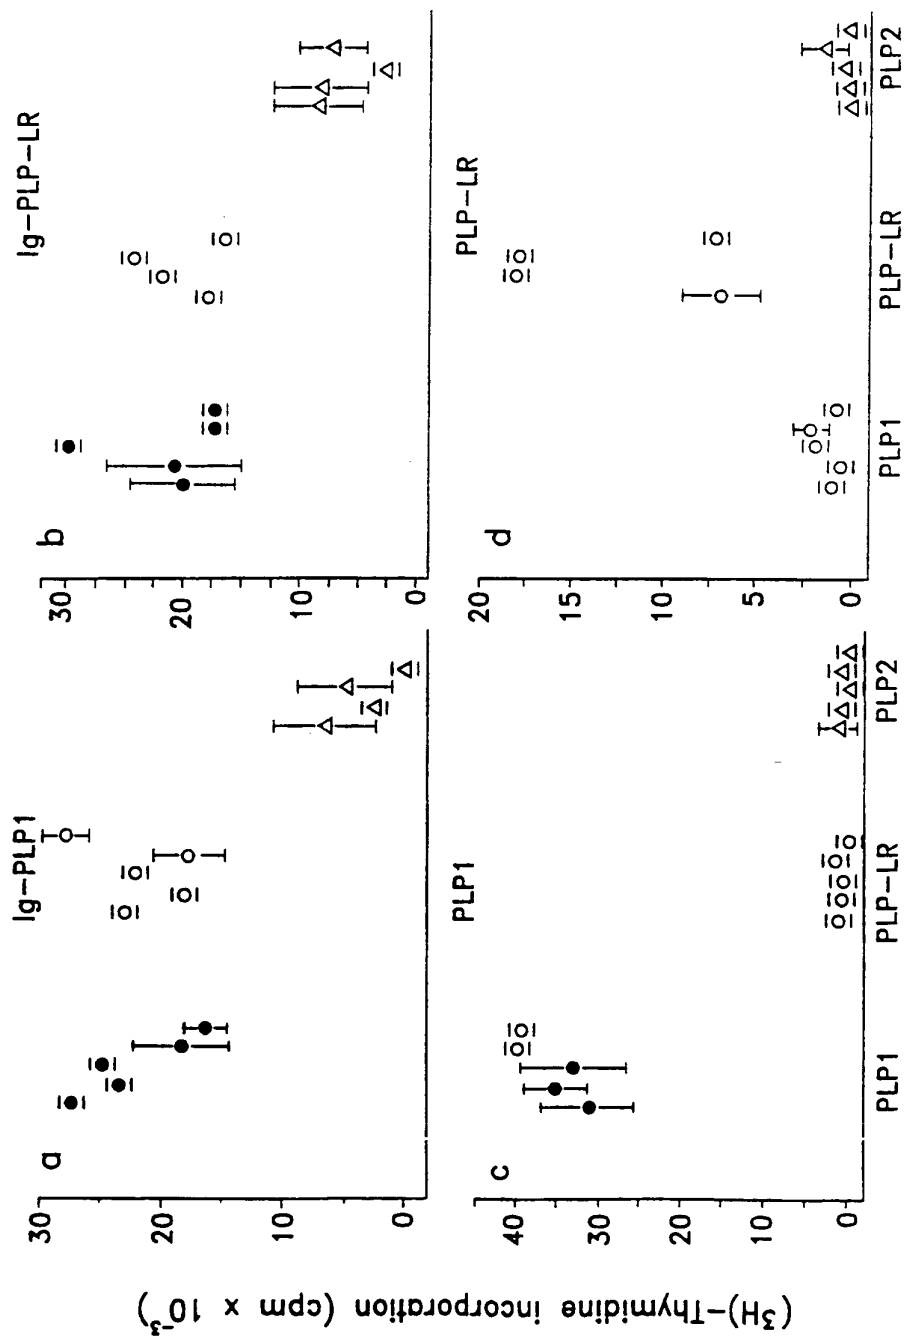 (³H)-Thymidine incorporation (cpm x 10⁻³)
a
Ig-PLP1
30
20
10
0
b
Ig-PLP-LR
30
20
10
0
c
PLP1
40
30
20
10
0
PLP1
PLP-LR
PLP2
d
PLP-LR
20
15
10
5
0
PLP1
PLP-LR
PLP2